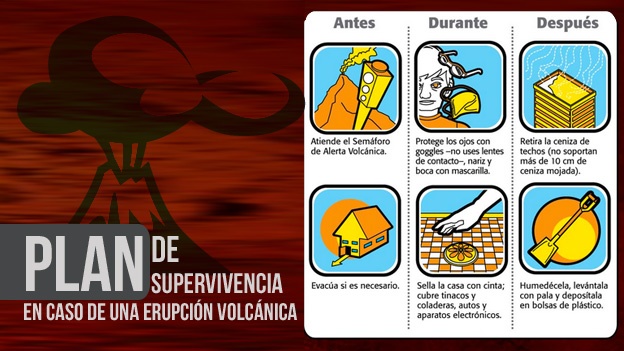 PLAN DE
SUPERVIVENCIA
EN CASO DE UNA ERUPCIÓN VOLCÁNICA
Antes
Atiende el Semáforo
de Alerta Volcánica.
Evacúa si es necesario.
Durante
Protege los ojos con
goggles –no uses lentes
de contacto–, nariz y
boca con mascarilla.
Sella la casa con cinta;
cubre tinacos y
coladeras, autos y
aparatos electrónicos.
Después
Retira la ceniza de
techos (no soportan
más de 10 cm de
ceniza mojada).
Humedécela, levántala
con pala y deposítala
en bolsas de plástico.